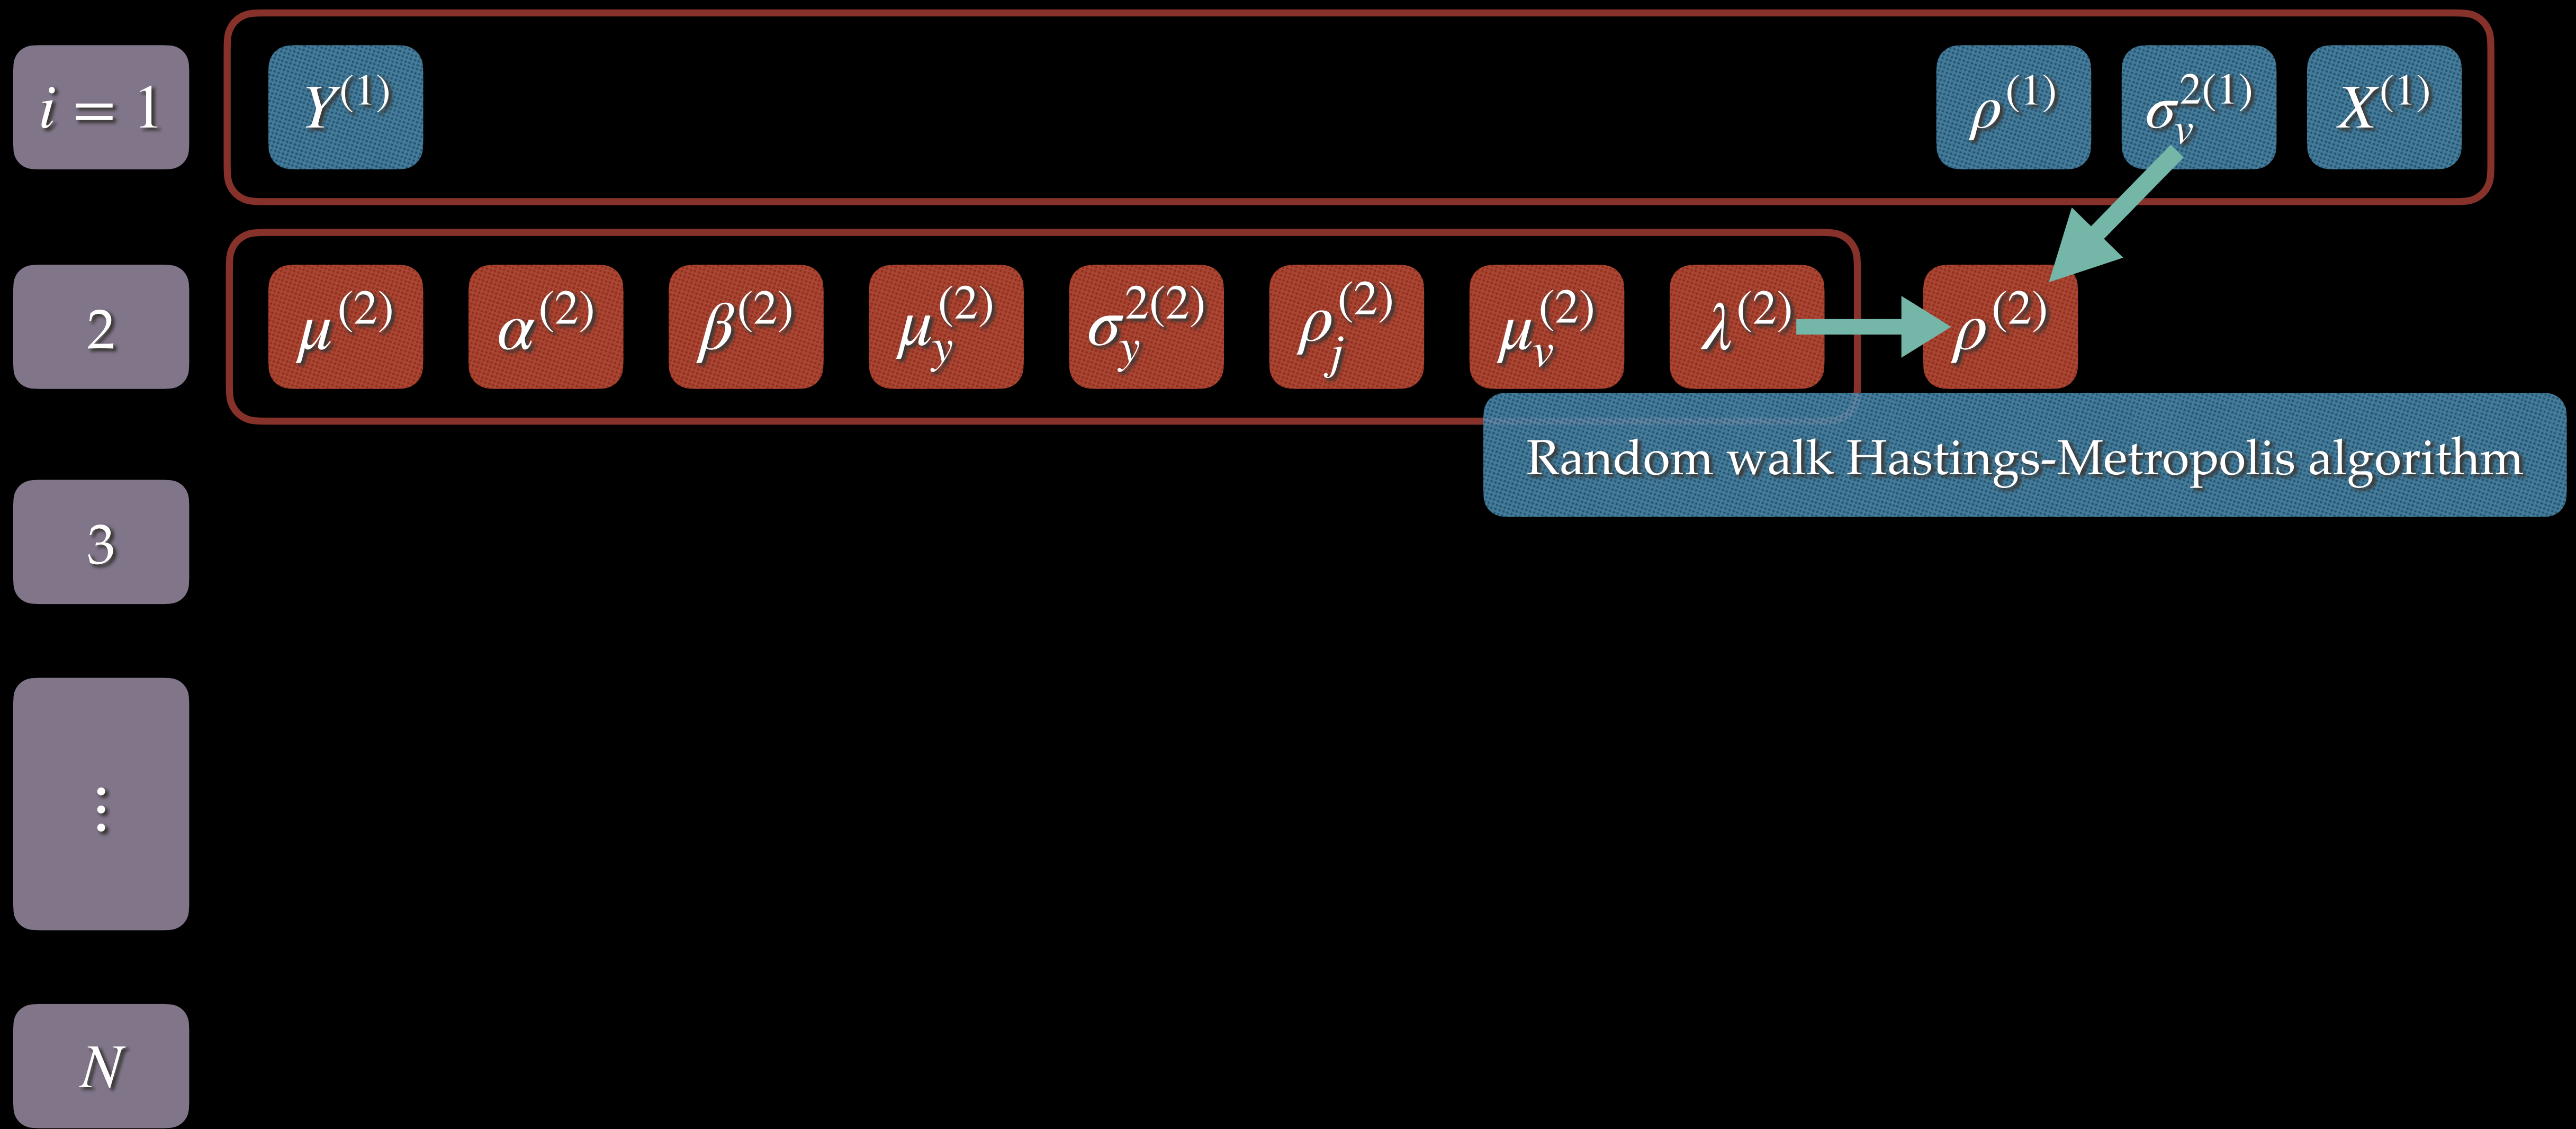 i = 1 Y^(1) ρ^(1) σ_v^2(1) X^(1)
2 μ^(2) α^(2) β^(2) μ_y^(2) σ_y^2(2) ρ_j^(2) μ_v^(2) λ^(2) ρ^(2)
Random walk Hastings-Metropolis algorithm
3
⋮
N